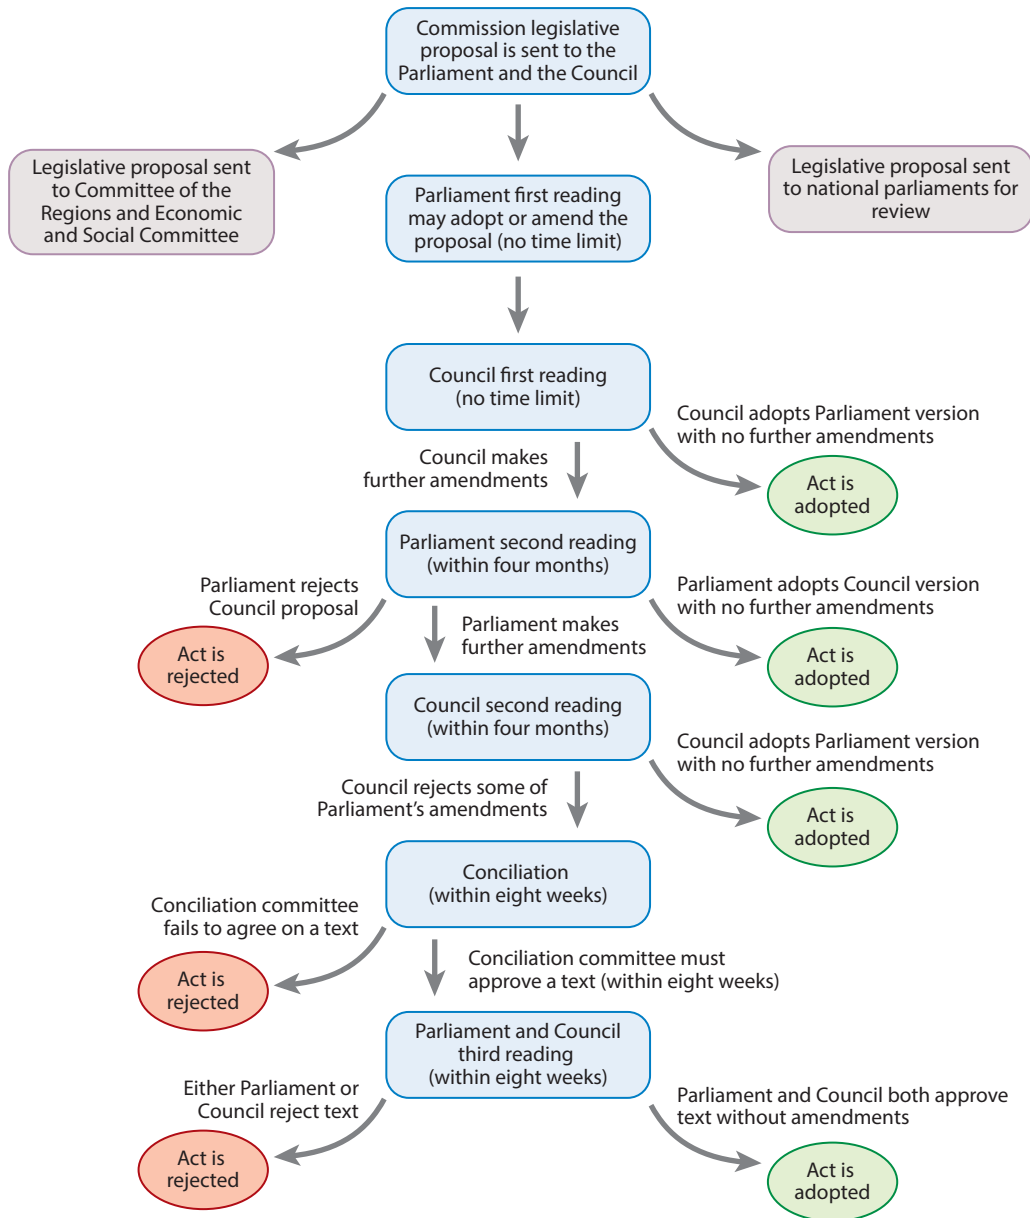 Commission legislative
proposal is sent to the
Parliament and the Council
Legislative proposal sent
to Committee of the
Regions and Economic
and Social Committee
Parliament first reading
may adopt or amend the
proposal (no time limit)
Legislative proposal sent
to national parliaments for
review
Council first reading
(no time limit)
Council adopts Parliament version
with no further amendments
Council makes
further amendments
Act is
adopted
Parliament second reading
(within four months)
Parliament rejects
Council proposal
Parliament adopts Council version
with no further amendments
Parliament makes
further amendments
Act is
rejected
Act is
adopted
Council second reading
(within four months)
Council adopts Parliament version
with no further amendments
Council rejects some of
Parliament’s amendments
Act is
adopted
Conciliation
(within eight weeks)
Conciliation committee
fails to agree on a text
Conciliation committee must
approve a text (within eight weeks)
Act is
rejected
Parliament and Council
third reading
(within eight weeks)
Either Parliament or
Council reject text
Parliament and Council both approve
text without amendments
Act is
rejected
Act is
adopted